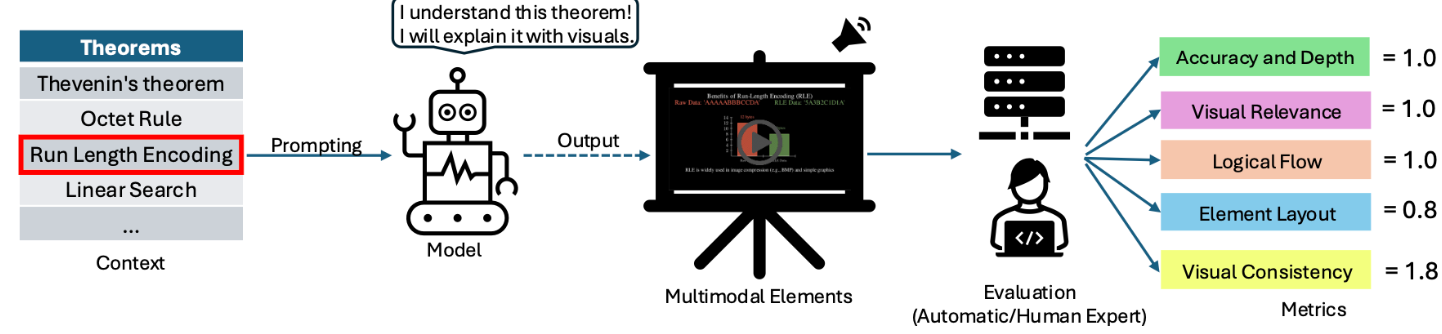 I understand this theorem!
I will explain it with visuals.
Theorems
Thevenin's theorem
Octet Rule
Run Length Encoding
Linear Search
...
Context
Prompting
Model
Output
Benefits of Run-Length Encoding (RLE)
Raw Data: 'AAAAABBBCCDA'
RLE Data: '5A3B2C1D1A'
RLE is widely used in image compression (e.g., BMP) and simple graphics
Multimodal Elements
</>
Evaluation
(Automatic/Human Expert)
Accuracy and Depth = 1.0
Visual Relevance = 1.0
Logical Flow = 1.0
Element Layout = 0.8
Visual Consistency = 1.8
Metrics